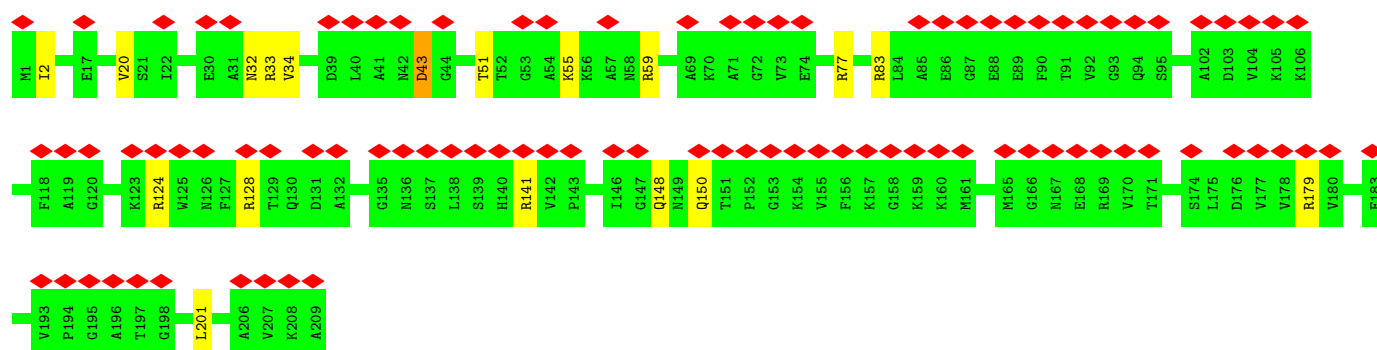 M1 I2 E17 V20 S21 I22 E30 A31 N32 R33 V34 D39 L40 A41 N42 D43 G44 T51 T52 G53 A54 K55 K56 A57 N58 R59 A69 K70 A71 G72 V73 E74 R77 R83 L84 A85 E86 G87 E88 E89 F90 T91 V92 G93 Q94 S95 A102 D103 V104 K105 K106
F118 A119 G120 K123 R124 W125 N126 F127 R128 T129 Q130 D131 A132 G135 N136 S137 L138 S139 H140 R141 V142 P143 I146 G147 Q148 N149 Q150 T151 P152 G153 K154 V155 F156 K157 G158 K159 K160 M161 M165 G166 N167 E168 R169 V170 T171 S174 L175 D176 V177 V178 R179 V180
V193 P194 G195 A196 T197 G198 L201 A206 V207 K208 A209